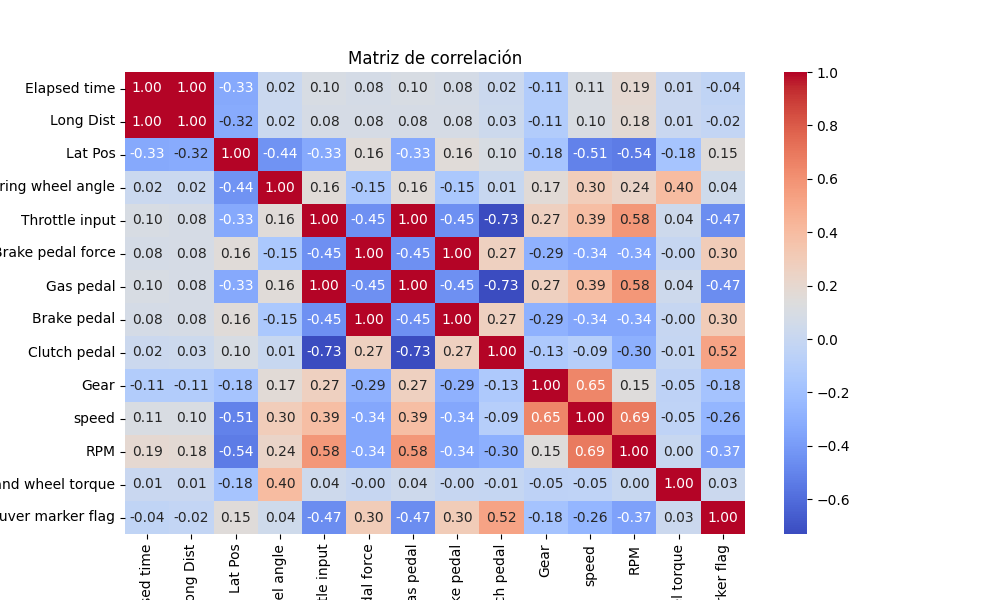 Matriz de correlación
Elapsed time 1.00 1.00 -0.33 0.02 0.10 0.08 0.10 0.08 0.02 -0.11 0.11 0.19 0.01 -0.04
Long Dist 1.00 1.00 -0.32 0.02 0.08 0.08 0.08 0.08 0.03 -0.11 0.10 0.18 0.01 -0.02
Lat Pos -0.33 -0.32 1.00 -0.44 -0.33 0.16 -0.33 0.16 0.10 -0.18 -0.51 -0.54 -0.18 0.15
ring wheel angle 0.02 0.02 -0.44 1.00 0.16 -0.15 0.16 -0.15 0.01 0.17 0.30 0.24 0.40 0.04
Throttle input 0.10 0.08 -0.33 0.16 1.00 -0.45 1.00 -0.45 -0.73 0.27 0.39 0.58 0.04 -0.47
Brake pedal force 0.08 0.08 0.16 -0.15 -0.45 1.00 -0.45 1.00 0.27 -0.29 -0.34 -0.34 -0.00 0.30
Gas pedal 0.10 0.08 -0.33 0.16 1.00 -0.45 1.00 -0.45 -0.73 0.27 0.39 0.58 0.04 -0.47
Brake pedal 0.08 0.08 0.16 -0.15 -0.45 1.00 -0.45 1.00 0.27 -0.29 -0.34 -0.34 -0.00 0.30
Clutch pedal 0.02 0.03 0.10 0.01 -0.73 0.27 -0.73 0.27 1.00 -0.13 -0.09 -0.30 -0.01 0.52
Gear -0.11 -0.11 -0.18 0.17 0.27 -0.29 0.27 -0.29 -0.13 1.00 0.65 0.15 -0.05 -0.18
speed 0.11 0.10 -0.51 0.30 0.39 -0.34 0.39 -0.34 -0.09 0.65 1.00 0.69 -0.05 -0.26
RPM 0.19 0.18 -0.54 0.24 0.58 -0.34 0.58 -0.34 -0.30 0.15 0.69 1.00 0.00 -0.37
and wheel torque 0.01 0.01 -0.18 0.40 0.04 -0.00 0.04 -0.00 -0.01 -0.05 -0.05 0.00 1.00 0.03
uver marker flag -0.04 -0.02 0.15 0.04 -0.47 0.30 -0.47 0.30 0.52 -0.18 -0.26 -0.37 0.03 1.00
sed time
ong Dist
Lat Pos
el angle
tle input
dal force
as pedal
ke pedal
ch pedal
Gear
speed
RPM
l torque
rker flag
1.0
0.8
0.6
0.4
0.2
0.0
−0.2
−0.4
−0.6